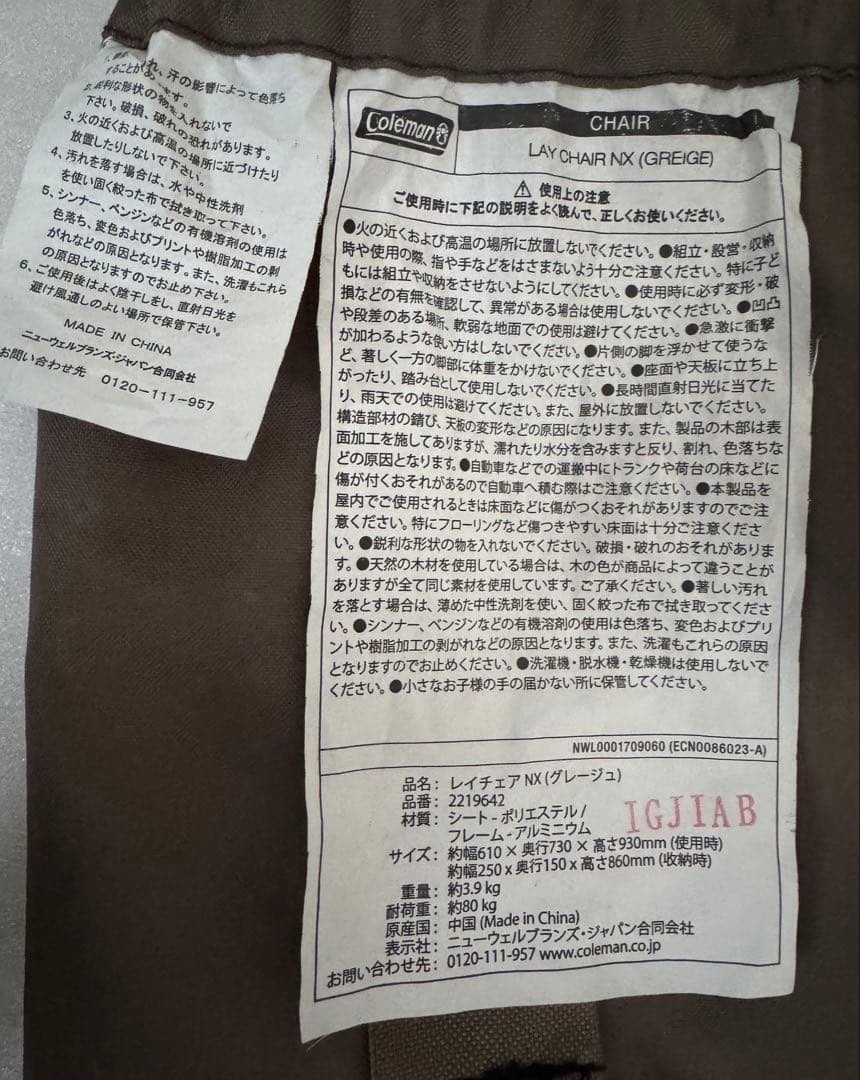 れ、汗の影響によって色落ち
することがあります。
鋭利な形状の物を入れないで
下さい。破損、破れの恐れがあります。
3. 火の近くおよび高温の場所に近づけたり
放置したりしないで下さい。
4. 汚れを落す場合は、水や中性洗剤
を使い固く絞った布で拭き取って下さい。
5. シンナー、ベンジンなどの有機溶剤の使用は
色落ち、変色およびプリントや樹脂加工の剥
がれなどの原因となります。また、洗濯もこれら
の原因となりますのでお止め下さい。
6. ご使用後はよく陰干しをし、直射日光を
避け風通しのよい場所で保管下さい。
MADE IN CHINA
ニューウェルブランズ・ジャパン合同会社
お問い合わせ先 0120-111-957
Coleman
CHAIR
LAY CHAIR NX (GREIGE)
⚠ 使用上の注意
ご使用時に下記の説明をよく読んで、正しくお使いください。
●火の近くおよび高温の場所に放置しないでください。●組立・設営・収納
時や使用の際、指や手などをはさまないよう十分ご注意ください。特に子ど
もには組立や収納をさせないようにしてください。●使用時に必ず変形・破
損などの有無を確認して、異常がある場合は使用しないでください。●凹凸
や段差のある場所、軟弱な地面での使用は避けてください。●急激に衝撃
が加わるような使い方はしないでください。●片側の脚を浮かせて使うな
ど、著しく一方の脚部に体重をかけないでください。●座面や天板に立ち上
がったり、踏み台として使用しないでください。●長時間直射日光に当てた
り、雨天での使用は避けてください。また、屋外に放置しないでください。
構造部材の錆び、天板の変形などの原因になります。また、製品の木部は表
面加工を施してありますが、濡れたり水分を含みますと反り、割れ、色落ちな
どの原因となります。●自動車などでの運搬中にトランクや荷台の床などに
傷が付くおそれがあるので自動車へ積む際はご注意ください。●本製品を
屋内でご使用されるときは床面などに傷がつくおそれがありますのでご注
意ください。特にフローリングなど傷つきやすい床面は十分ご注意くださ
い。●鋭利な形状の物を入れないでください。破損・破れのおそれがありま
す。●天然の木材を使用している場合は、木の色が商品によって違うことが
ありますが全て同じ素材を使用しています。ご了承ください。●著しい汚れ
を落とす場合は、薄めた中性洗剤を使い、固く絞った布で拭き取ってくださ
い。●シンナー、ベンジンなどの有機溶剤の使用は色落ち、変色およびプリ
ントや樹脂加工の剥がれなどの原因となります。また、洗濯もこれらの原因
となりますのでお止めください。●洗濯機・脱水機・乾燥機は使用しないで
ください。●小さなお子様の手の届かない所に保管してください。
NWL0001709060 (ECN0086023-A)
品名: レイチェア NX (グレージュ)
品番: 2219642
材質: シート - ポリエステル /
フレーム - アルミニウム
IGJIAB
サイズ: 約幅610 × 奥行730 × 高さ930mm (使用時)
約幅250 x 奥行150 x 高さ860mm (収納時)
重量: 約3.9 kg
耐荷重: 約80 kg
原産国: 中国 (Made in China)
表示社: ニューウェルブランズ・ジャパン合同会社
お問い合わせ先: 0120-111-957 www.coleman.co.jp